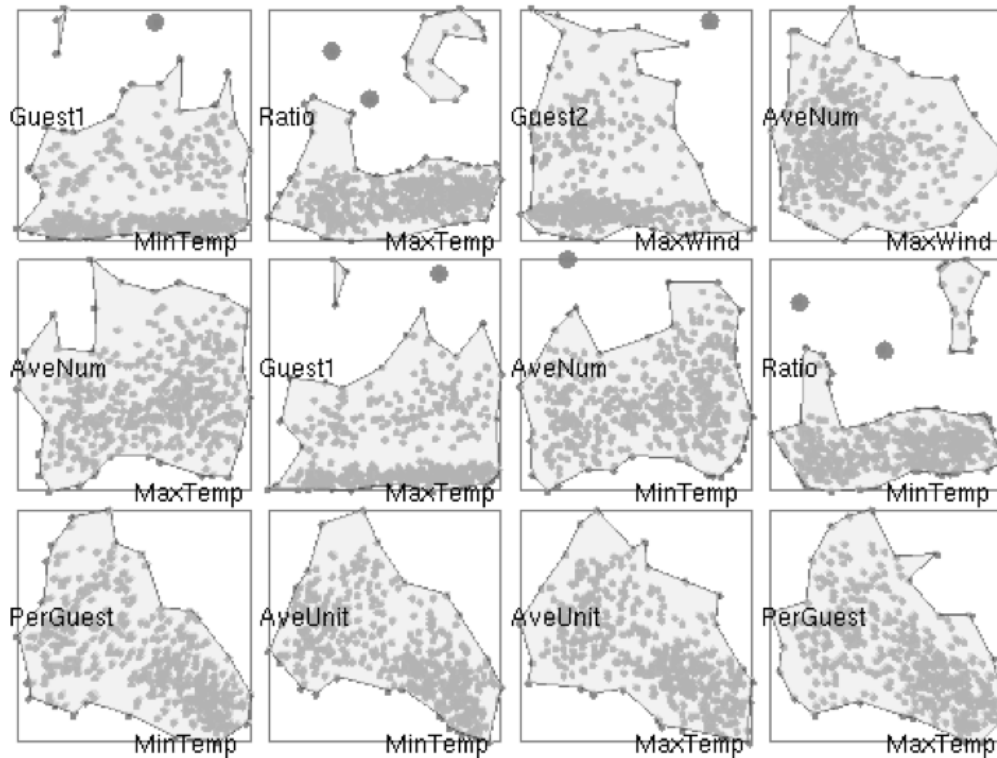 Guest1 Ratio Guest2 AveNum
MinTemp MaxTemp MaxWind MaxWind
AveNum Guest1 AveNum Ratio
MaxTemp MaxTemp MinTemp MinTemp
PerGuest AveUnit AveUnit PerGuest
MinTemp MinTemp MaxTemp MaxTemp